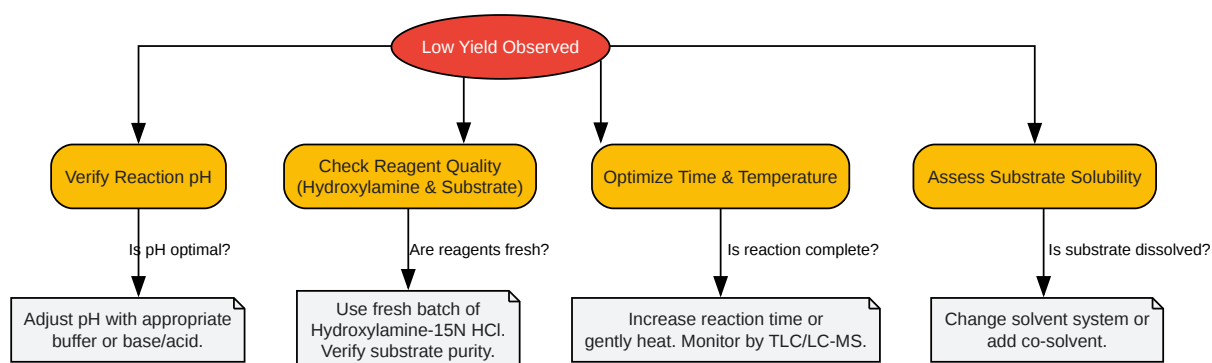 Low Yield Observed
Verify Reaction pH
Check Reagent Quality
(Hydroxylamine & Substrate)
Optimize Time & Temperature
Assess Substrate Solubility
Is pH optimal?
Are reagents fresh?
Is reaction complete?
Is substrate dissolved?
Adjust pH with appropriate
buffer or base/acid.
Use fresh batch of
Hydroxylamine-15N HCl.
Verify substrate purity.
Increase reaction time or
gently heat. Monitor by TLC/LC-MS.
Change solvent system or
add co-solvent.